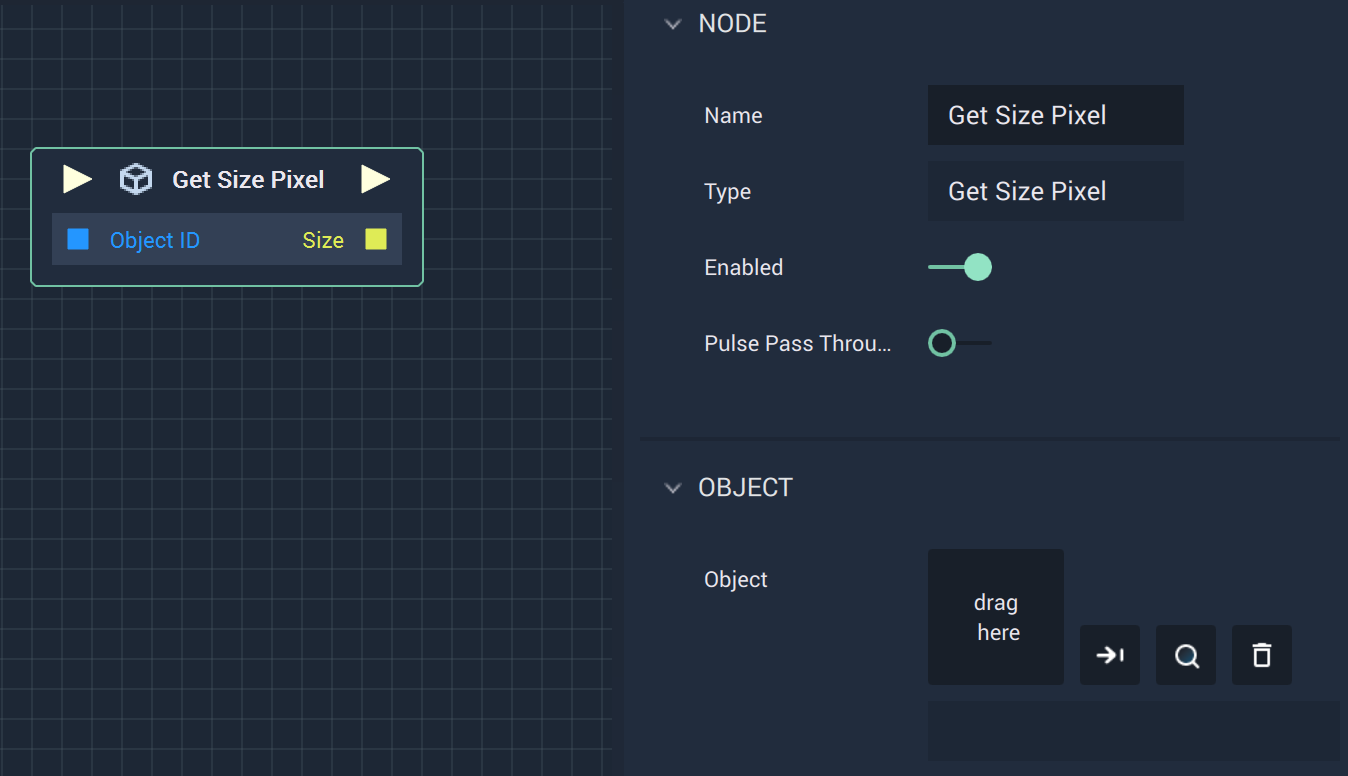 Get Size Pixel
Object ID
Size
NODE
Name
Get Size Pixel
Type
Get Size Pixel
Enabled
Pulse Pass Throu...
OBJECT
Object
drag
here